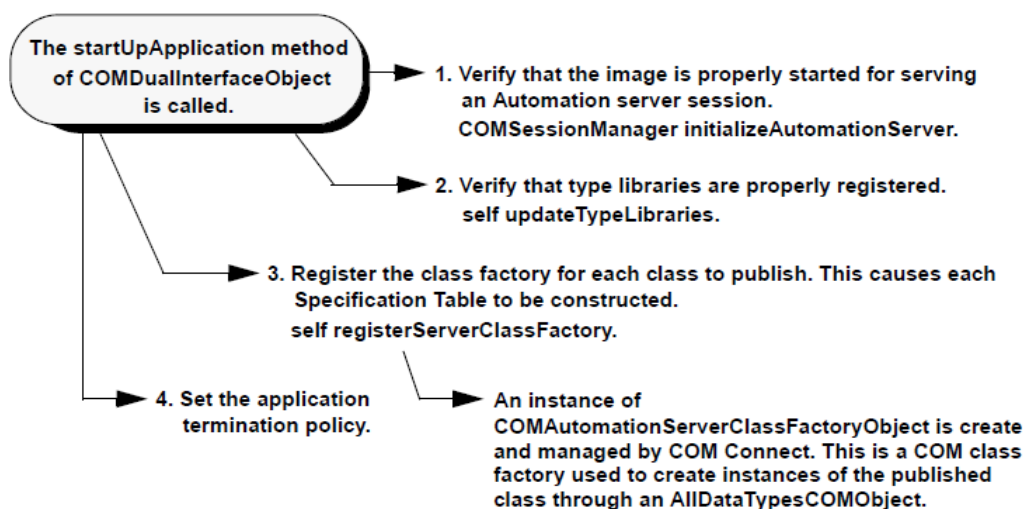 The startUpApplication method
of COMDualInterfaceObject
is called.
1. Verify that the image is properly started for serving
an Automation server session.
COMSessionManager initializeAutomationServer.
2. Verify that type libraries are properly registered.
self updateTypeLibraries.
3. Register the class factory for each class to publish. This causes each
Specification Table to be constructed.
self registerServerClassFactory.
4. Set the application
termination policy.
An instance of
COMAutomationServerClassFactoryObject is create
and managed by COM Connect. This is a COM class
factory used to create instances of the published
class through an AllDataTypesCOMObject.